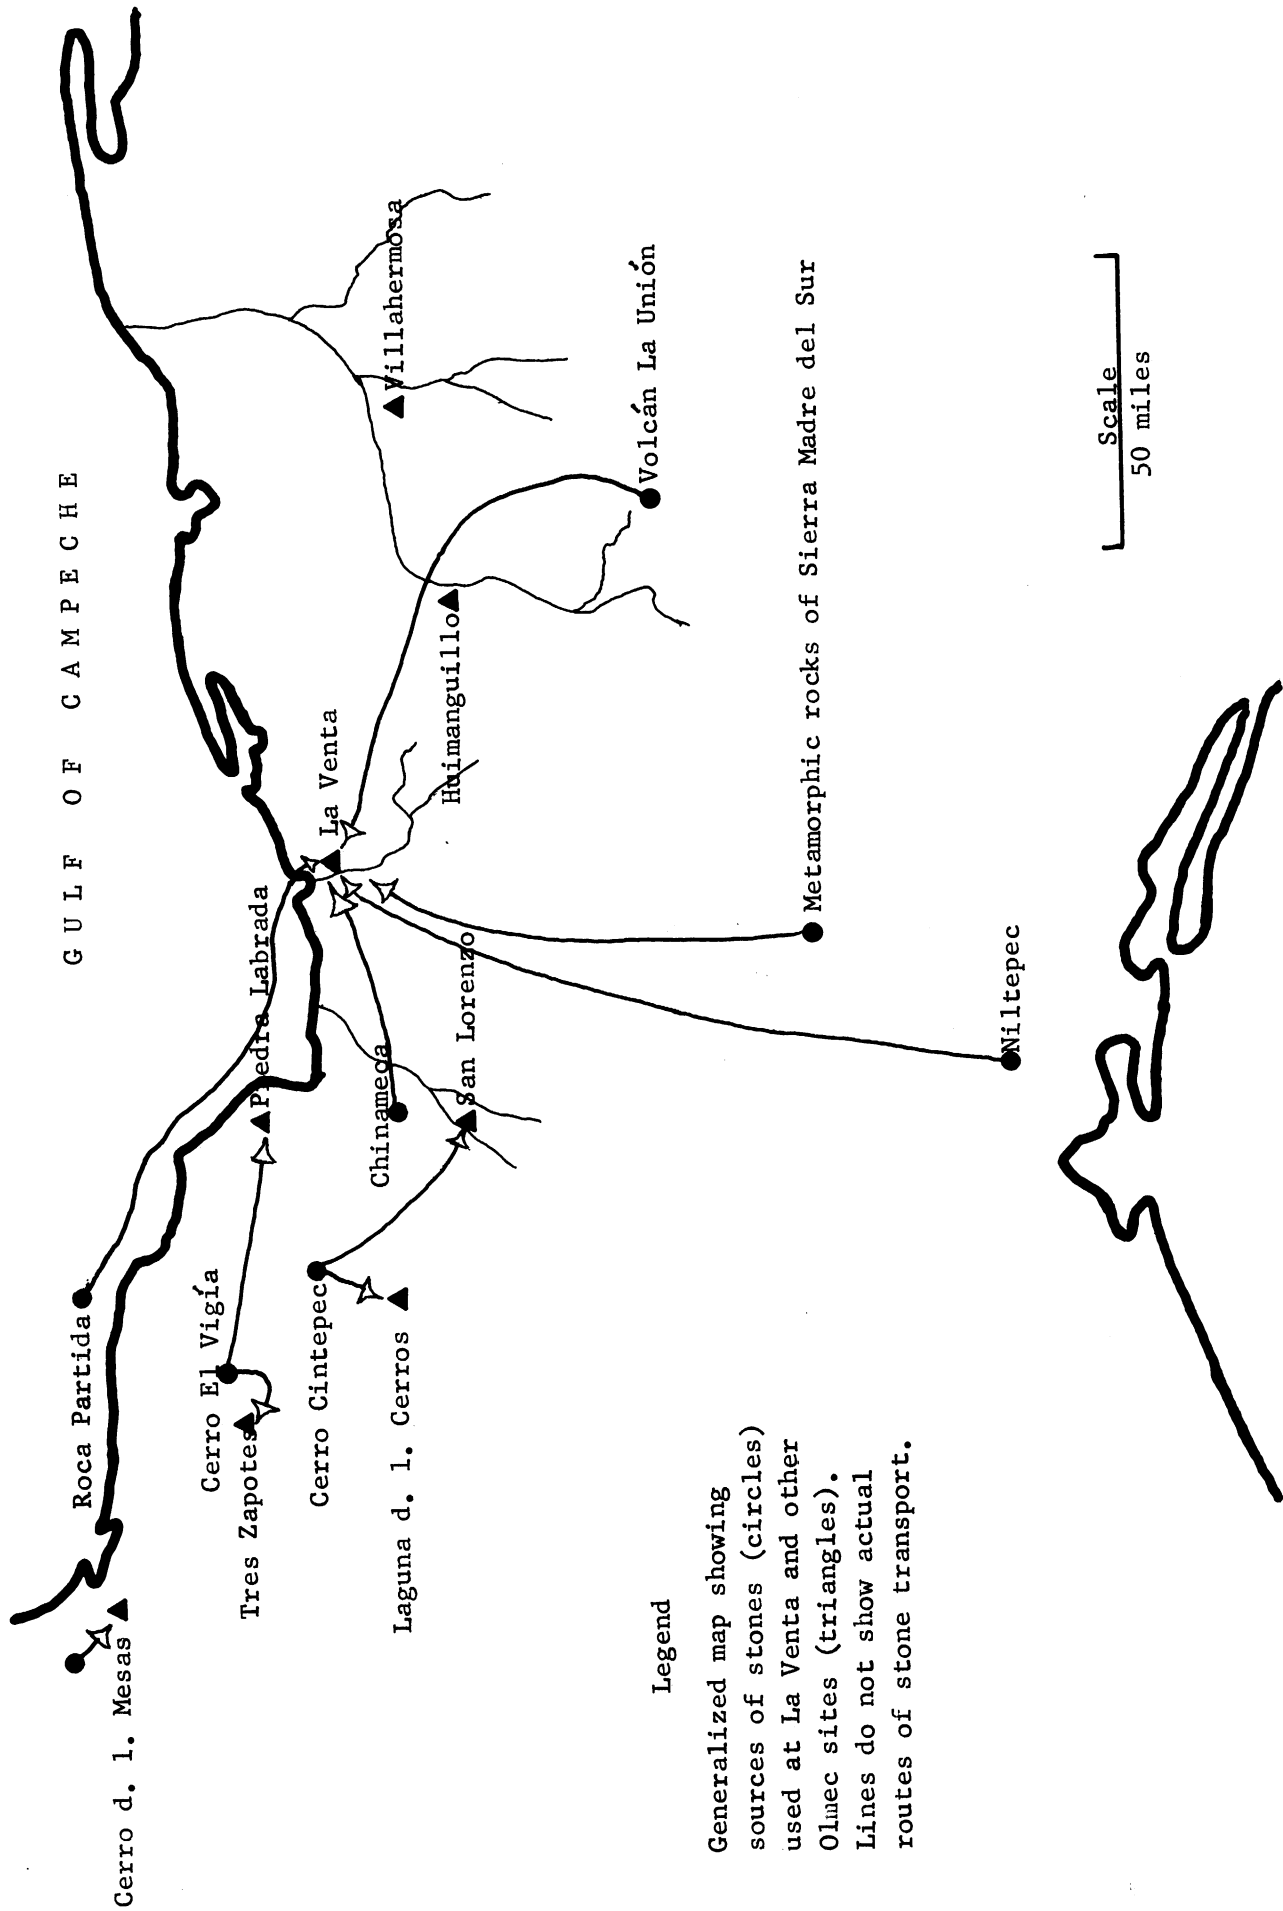 GULF OF CAMPECHE
Cerro d. l. Mesas
Roca Partida
Cerro El Vigía
Tres Zapotes
Piedra Labrada
Cerro Cintepec
La Venta
Chinameca
Laguna d. l. Cerros
Villahermosa
San Lorenzo
Huimanguillo
Volcán La Unión
Metamorphic rocks of Sierra Madre del Sur
Niltepec
Legend
Generalized map showing
sources of stones (circles)
used at La Venta and other
Olmec sites (triangles).
Lines do not show actual
routes of stone transport.
Scale
50 miles